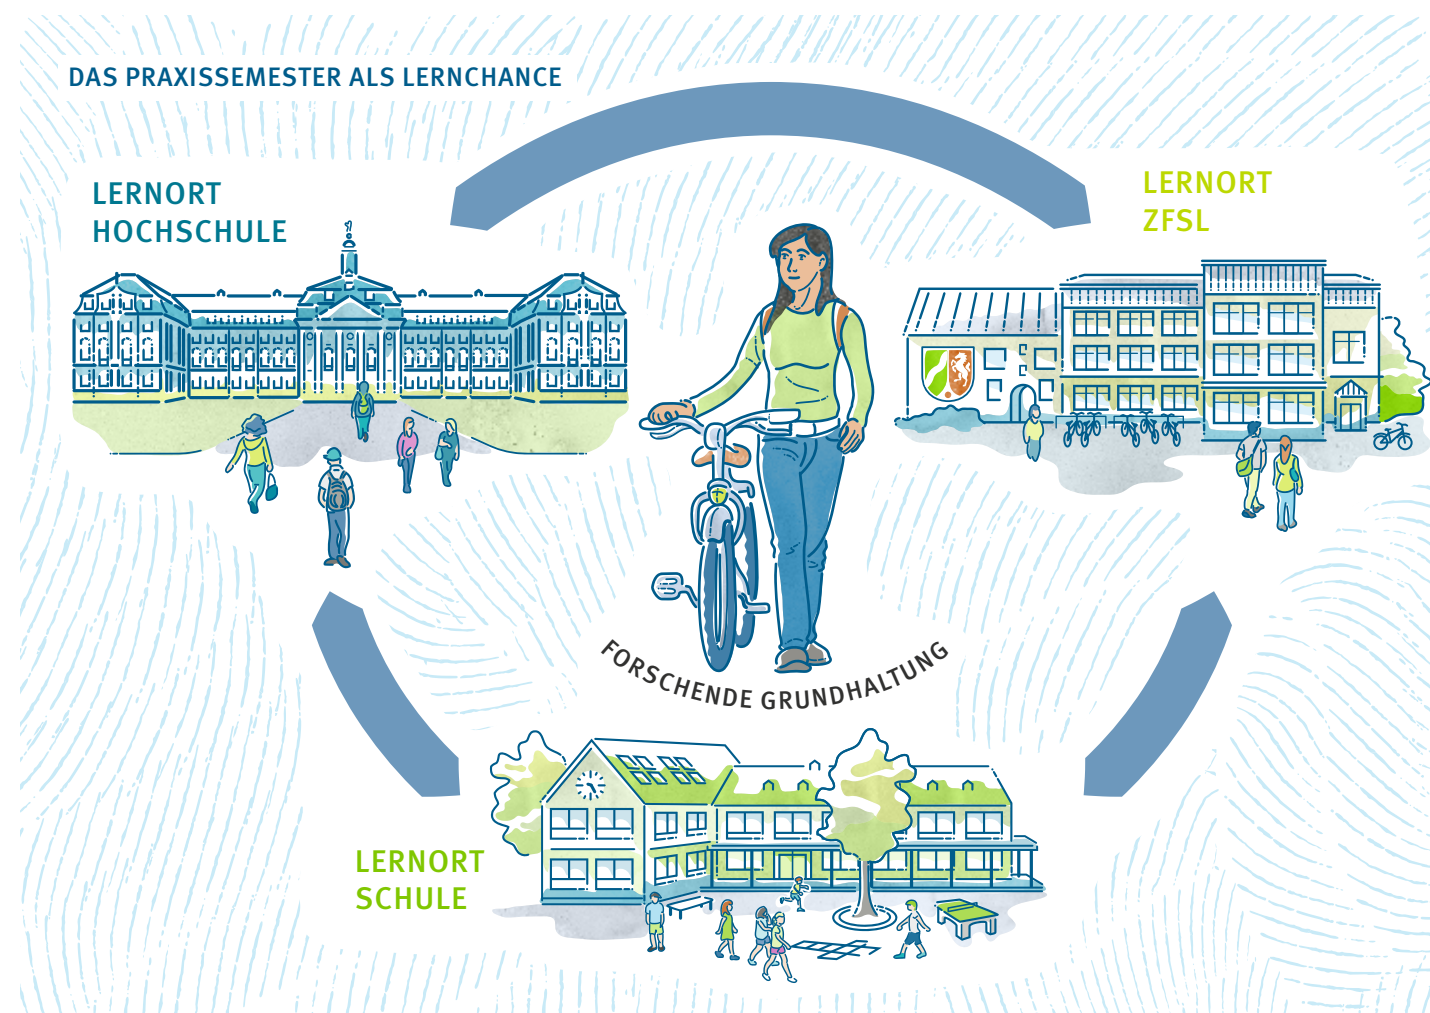 DAS PRAXISSEMESTER ALS LERNCHANCE
LERNORT
HOCHSCHULE
LERNORT
ZFSL
FORSCHENDE GRUNDHALTUNG
LERNORT
SCHULE